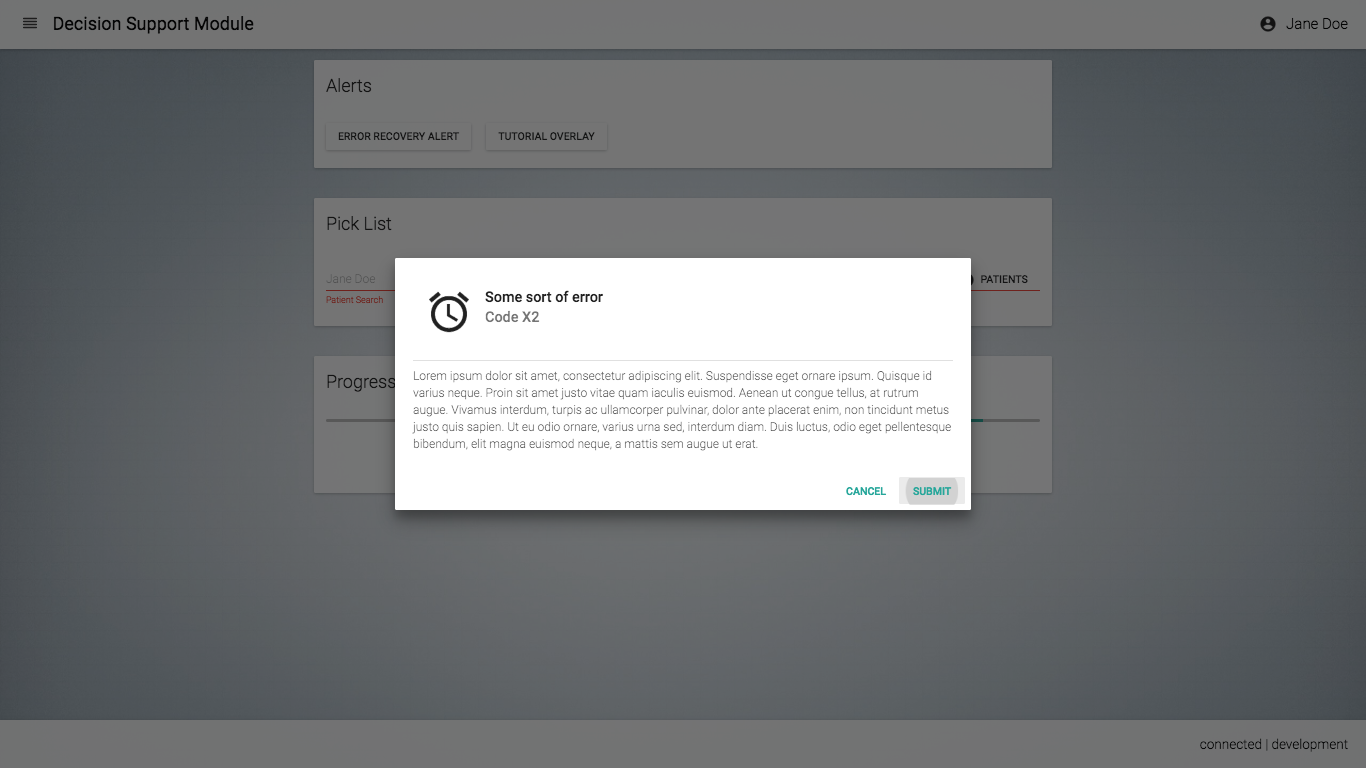 Decision Support Module
Jane Doe
Alerts
ERROR RECOVERY ALERT
TUTORIAL OVERLAY
Pick List
Jane Doe
PATIENTS
Patient Search
Some sort of error
Code X2
Progress
Lorem ipsum dolor sit amet, consectetur adipiscing elit. Suspendisse eget ornare ipsum. Quisque id
varius neque. Proin sit amet justo vitae quam iaculis euismod. Aenean ut congue tellus, at rutrum
augue. Vivamus interdum, turpis ac ullamcorper pulvinar, dolor ante placerat enim, non tincidunt metus
justo quis sapien. Ut eu odio ornare, varius urna sed, interdum diam. Duis luctus, odio eget pellentesque
bibendum, elit magna euismod neque, a mattis sem augue ut erat.
CANCEL
SUBMIT
connected | development